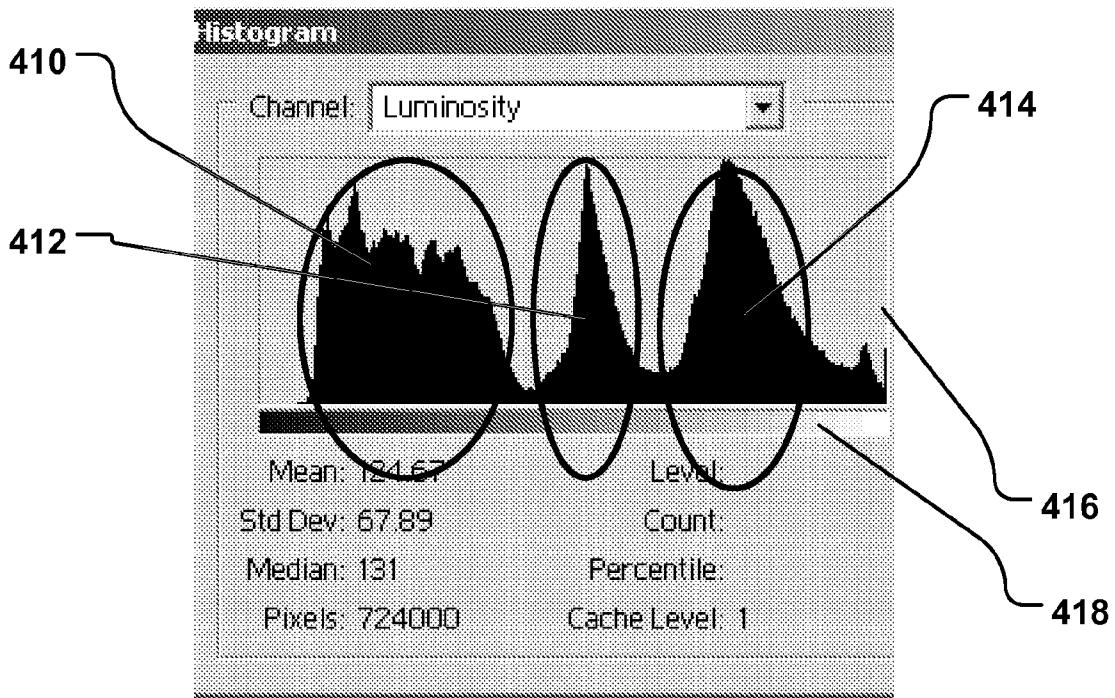 Histogram
410
Channel: Luminosity
414
412
Mean: 124.67 Level:
Std Dev: 67.89 Count:
416
Median: 131 Percentile:
Pixels: 724000 Cache Level: 1
418